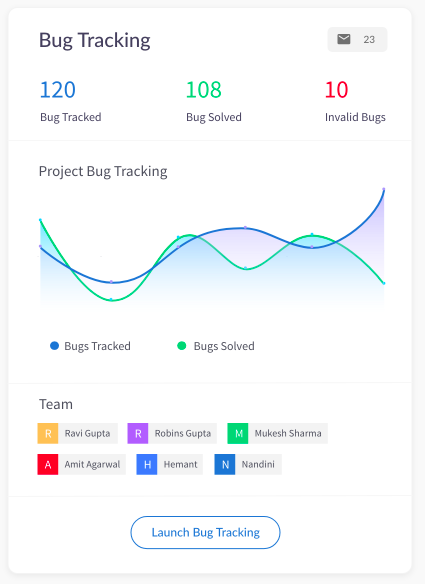 Bug Tracking
23
120 108 10
Bug Tracked Bug Solved Invalid Bugs
Project Bug Tracking
Bugs Tracked Bugs Solved
Team
R Ravi Gupta R Robins Gupta M Mukesh Sharma
A Amit Agarwal H Hemant N Nandini
Launch Bug Tracking